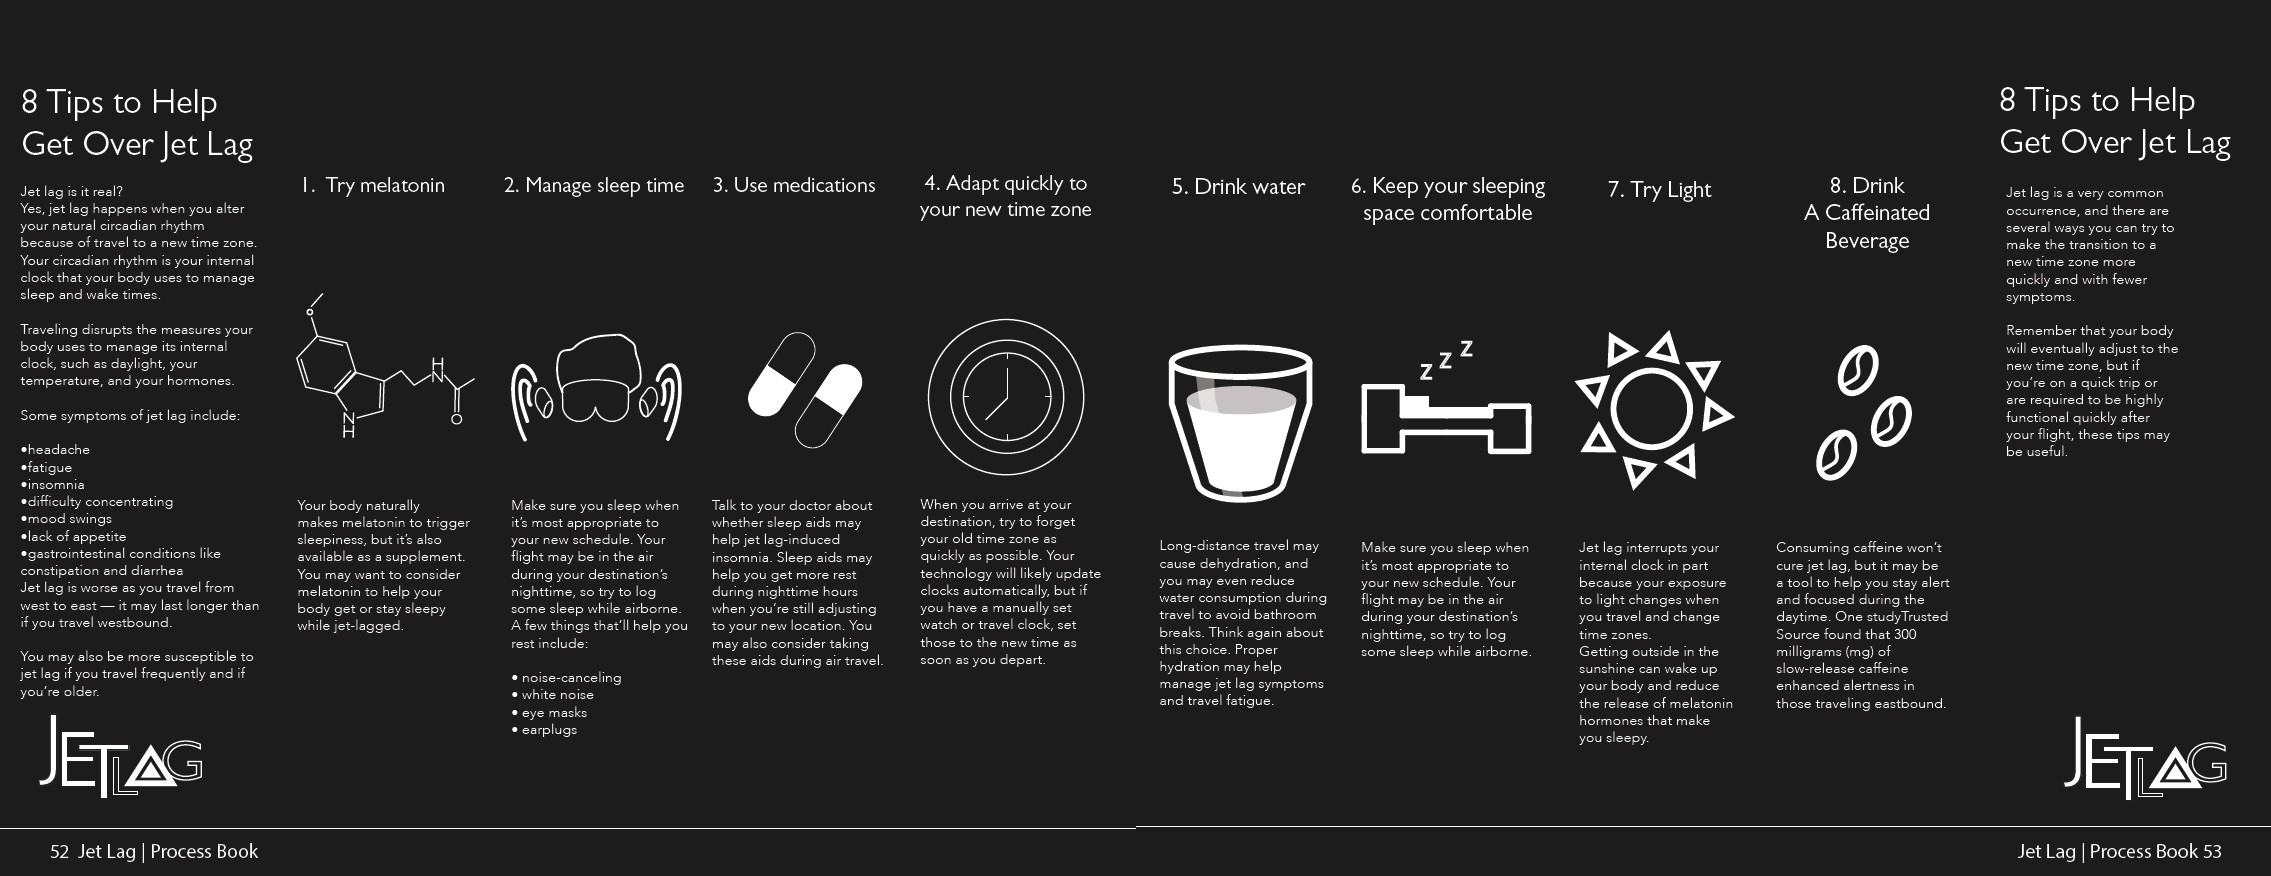 8 Tips to Help
Get Over Jet Lag
Jet lag is it real?
Yes, jet lag happens when you alter
your natural circadian rhythm
because of travel to a new time zone.
Your circadian rhythm is your internal
clock that your body uses to manage
sleep and wake times.
Traveling disrupts the measures your
body uses to manage its internal
clock, such as daylight, your
temperature, and your hormones.
Some symptoms of jet lag include:
•headache
•fatigue
•insomnia
•difficulty concentrating
•mood swings
•lack of appetite
•gastrointestinal conditions like
constipation and diarrhea
Jet lag is worse as you travel from
west to east — it may last longer than
if you travel westbound.
You may also be more susceptible to
jet lag if you travel frequently and if
you're older.
JETLAG
1. Try melatonin
O
H
N
N
H
O
Your body naturally
makes melatonin to trigger
sleepiness, but it's also
available as a supplement.
You may want to consider
melatonin to help your
body get or stay sleepy
while jet-lagged.
2. Manage sleep time
Make sure you sleep when
it's most appropriate to
your new schedule. Your
flight may be in the air
during your destination's
nighttime, so try to log
some sleep while airborne.
A few things that'll help you
rest include:
• noise-canceling
• white noise
• eye masks
• earplugs
3. Use medications
Talk to your doctor about
whether sleep aids may
help jet lag-induced
insomnia. Sleep aids may
help you get more rest
during nighttime hours
when you're still adjusting
to your new location. You
may also consider taking
these aids during air travel.
4. Adapt quickly to
your new time zone
When you arrive at your
destination, try to forget
your old time zone as
quickly as possible. Your
technology will likely update
clocks automatically, but if
you have a manually set
watch or travel clock, set
those to the new time as
soon as you depart.
5. Drink water
Long-distance travel may
cause dehydration, and
you may even reduce
water consumption during
travel to avoid bathroom
breaks. Think again about
this choice. Proper
hydration may help
manage jet lag symptoms
and travel fatigue.
6. Keep your sleeping
space comfortable
z z z
Make sure you sleep when
it's most appropriate to
your new schedule. Your
flight may be in the air
during your destination's
nighttime, so try to log
some sleep while airborne.
7. Try Light
Jet lag interrupts your
internal clock in part
because your exposure
to light changes when
you travel and change
time zones.
Getting outside in the
sunshine can wake up
your body and reduce
the release of melatonin
hormones that make
you sleepy.
8. Drink
A Caffeinated
Beverage
Consuming caffeine won't
cure jet lag, but it may be
a tool to help you stay alert
and focused during the
daytime. One studyTrusted
Source found that 300
milligrams (mg) of
slow-release caffeine
enhanced alertness in
those traveling eastbound.
8 Tips to Help
Get Over Jet Lag
Jet lag is a very common
occurrence, and there are
several ways you can try to
make the transition to a
new time zone more
quickly and with fewer
symptoms.
Remember that your body
will eventually adjust to the
new time zone, but if
you're on a quick trip or
are required to be highly
functional quickly after
your flight, these tips may
be useful.
JETLAG
52 Jet Lag | Process Book
Jet Lag | Process Book 53